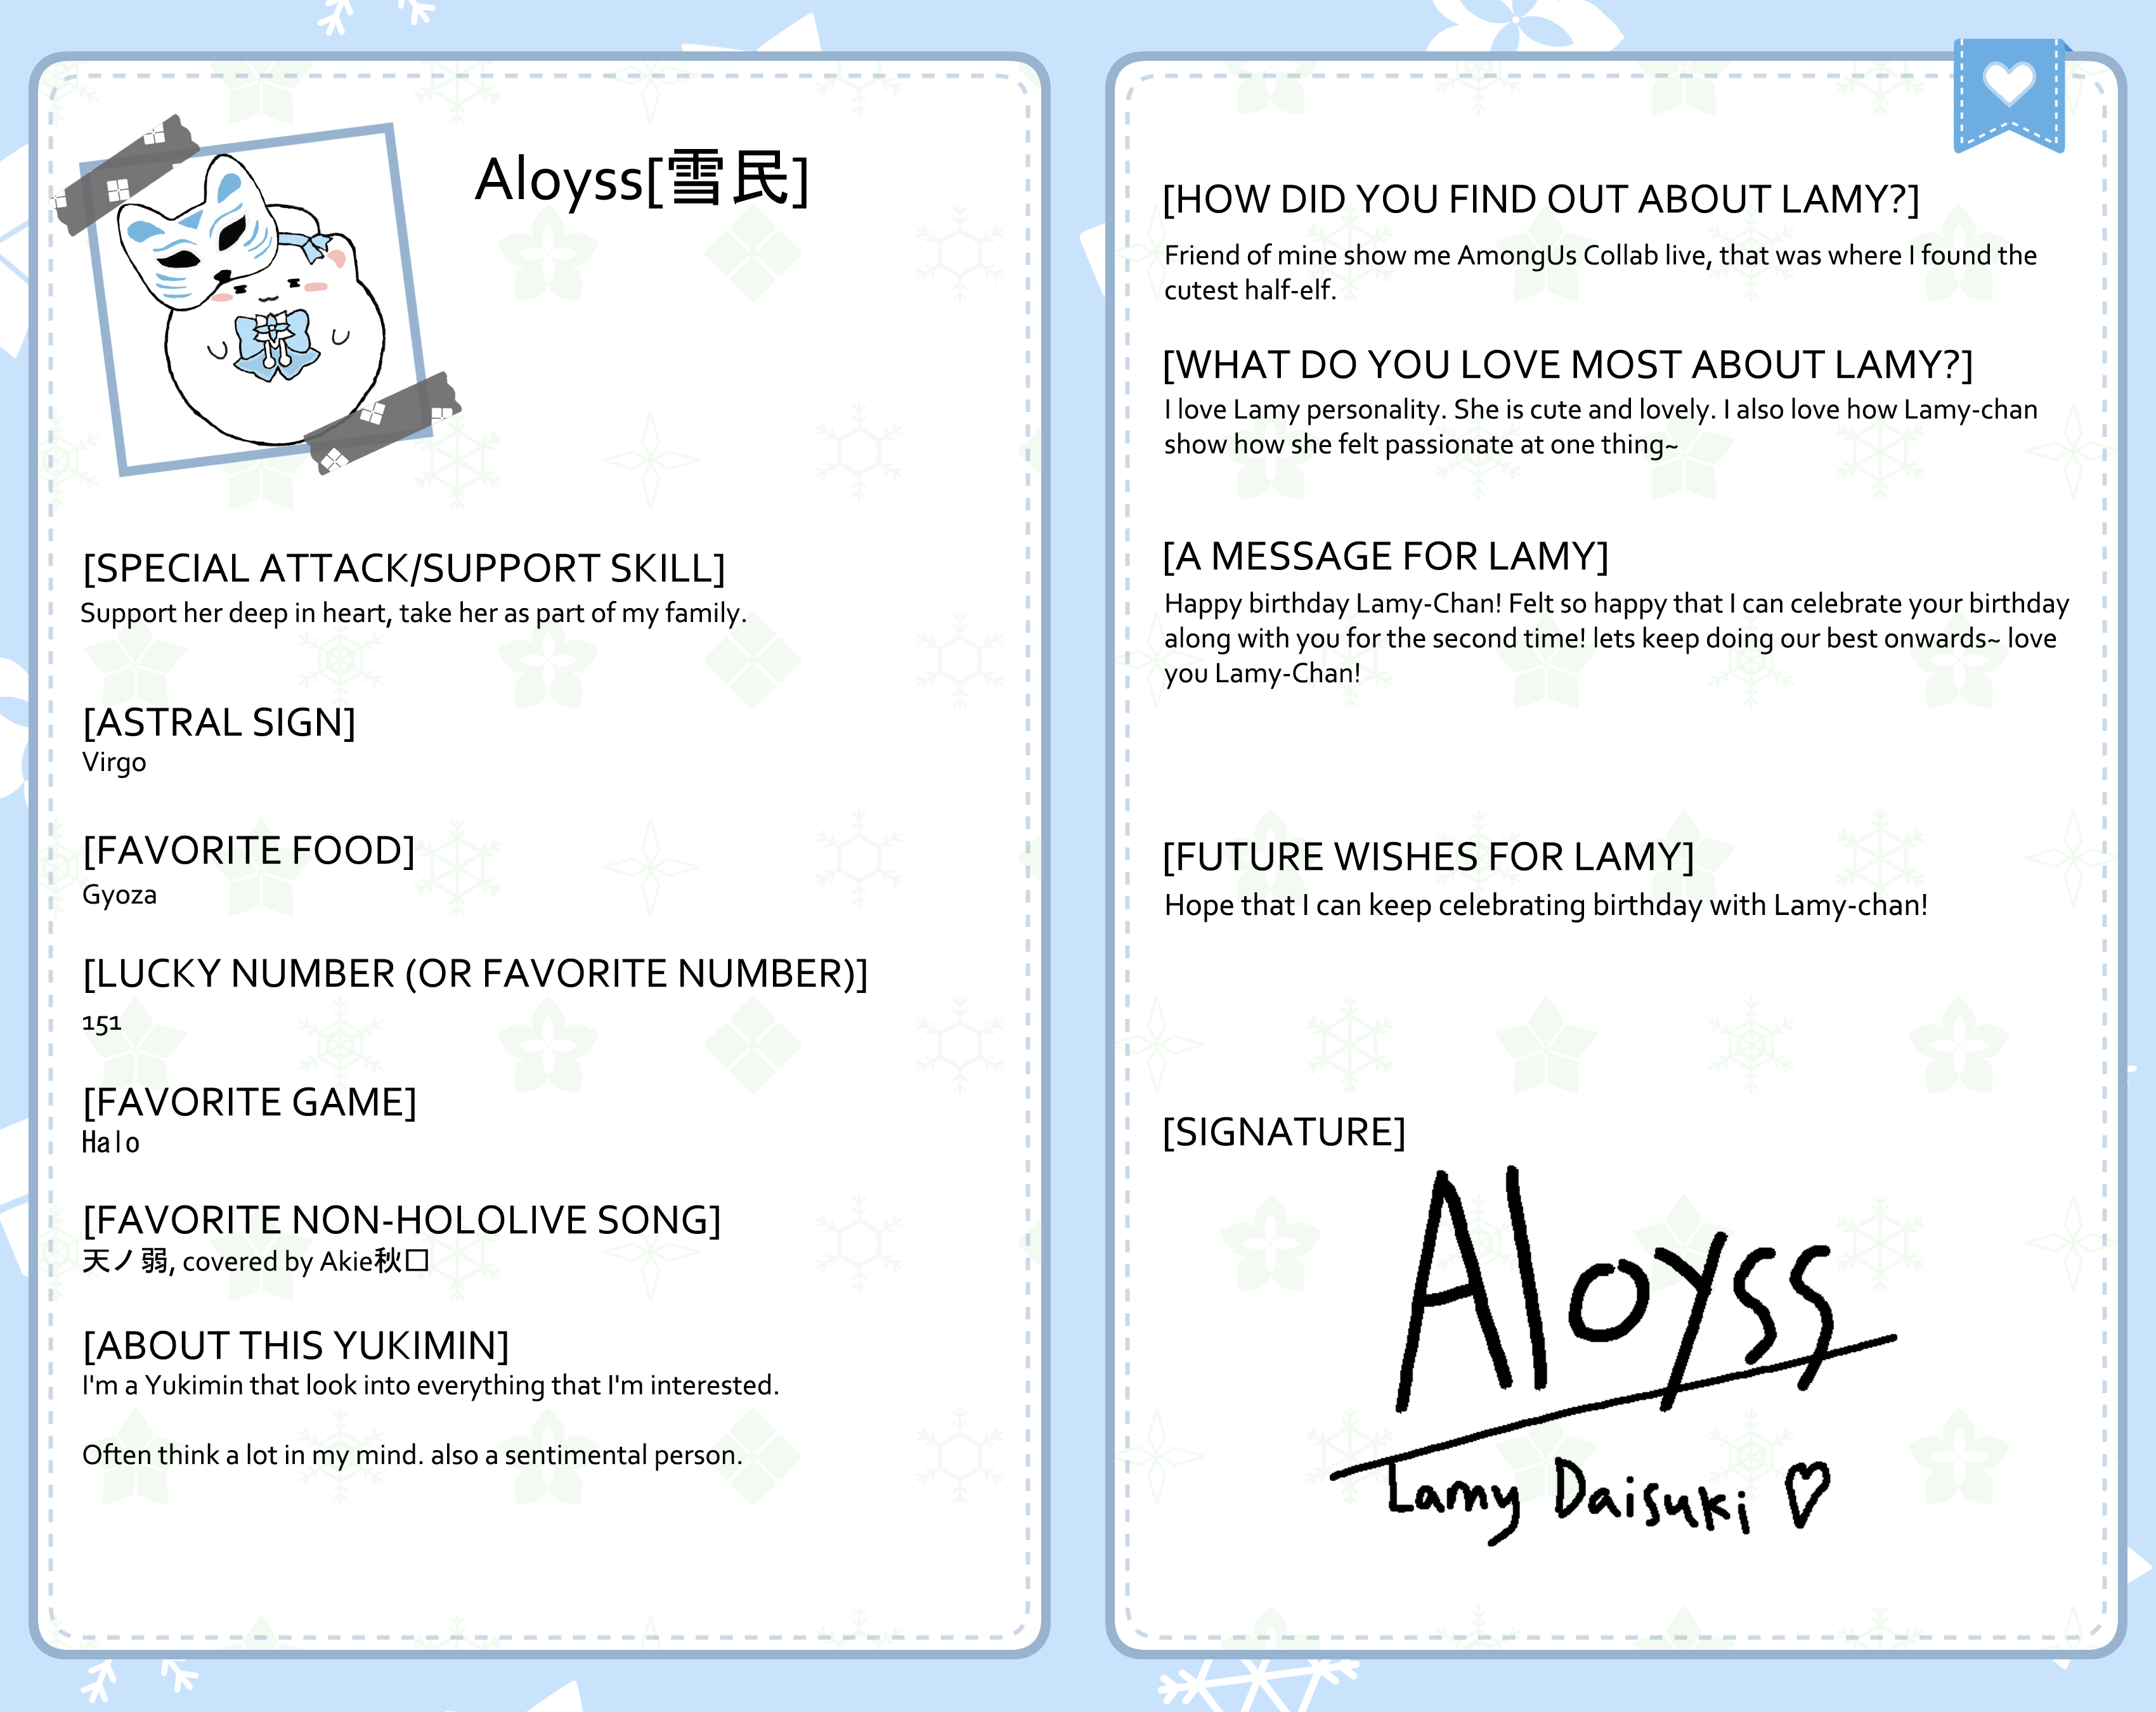 Aloyss[雪民]
[SPECIAL ATTACK/SUPPORT SKILL]
Support her deep in heart, take her as part of my family.
[ASTRAL SIGN]
Virgo
[FAVORITE FOOD]
Gyoza
[LUCKY NUMBER (OR FAVORITE NUMBER)]
151
[FAVORITE GAME]
Halo
[FAVORITE NON-HOLOLIVE SONG]
天ノ弱, covered by Akie秋□
[ABOUT THIS YUKIMIN]
I'm a Yukimin that look into everything that I'm interested.
Often think a lot in my mind. also a sentimental person.
[HOW DID YOU FIND OUT ABOUT LAMY?]
Friend of mine show me AmongUs Collab live, that was where I found the
cutest half-elf.
[WHAT DO YOU LOVE MOST ABOUT LAMY?]
I love Lamy personality. She is cute and lovely. I also love how Lamy-chan
show how she felt passionate at one thing~
[A MESSAGE FOR LAMY]
Happy birthday Lamy-Chan! Felt so happy that I can celebrate your birthday
along with you for the second time! lets keep doing our best onwards~ love
you Lamy-Chan!
[FUTURE WISHES FOR LAMY]
Hope that I can keep celebrating birthday with Lamy-chan!
[SIGNATURE]
Aloyss
Lamy Daisuki ♡